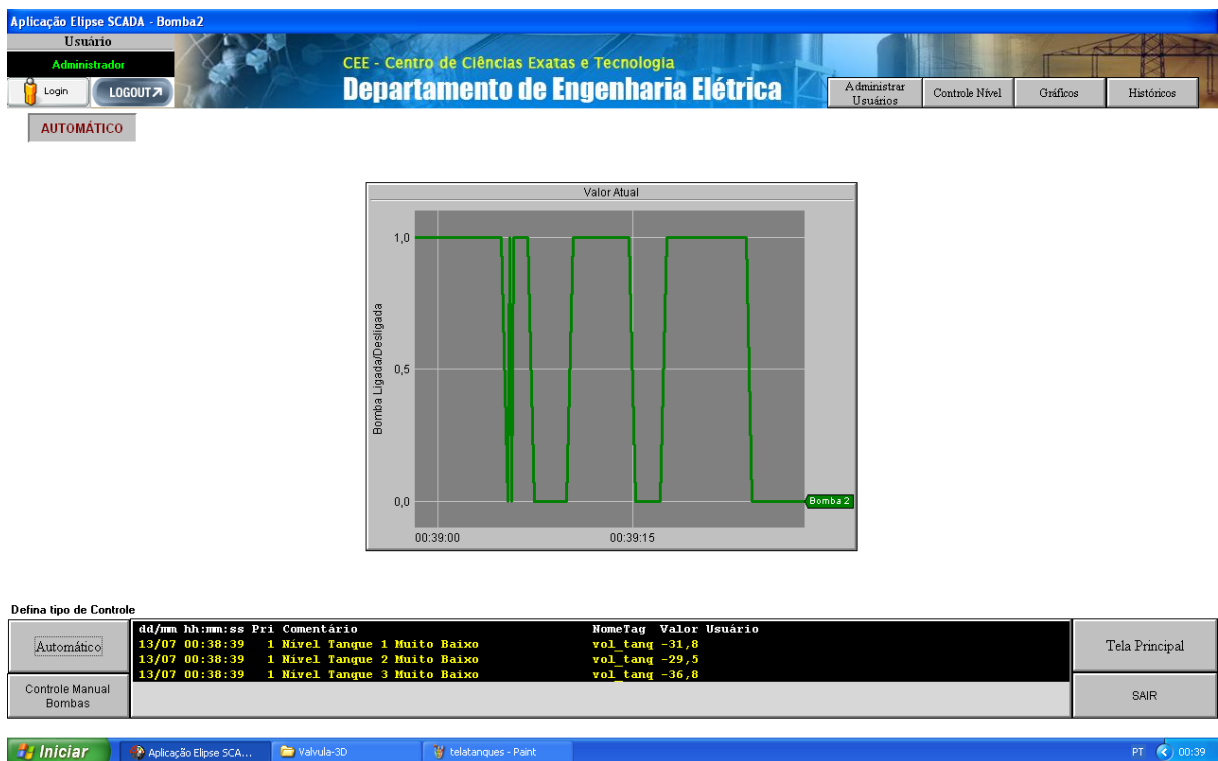 Aplicação Elipse SCADA - Bomba2
Usuário
Administrador
Login
LOGOUT
CEE - Centro de Ciências Exatas e Tecnologia
Departamento de Engenharia Elétrica
Administrar Usuários
Controle Nível
Gráficos
Históricos
AUTOMÁTICO
Valor Atual
Bomba Ligada/Desligada
1,0
0,5
0,0
Bomba 2
00:39:00 00:39:15
Defina tipo de Controle
Automático
Controle Manual Bombas
dd/mm hh:mm:ss Pri Comentário NomeTag Valor Usuário
13/07 00:38:39 1 Nível Tanque 1 Muito Baixo vol_tanq -31,8
13/07 00:38:39 1 Nível Tanque 2 Muito Baixo vol_tanq -29,5
13/07 00:38:39 1 Nível Tanque 3 Muito Baixo vol_tanq -36,8
Tela Principal
SAIR
Iniciar
Aplicação Elipse SCA...
Valvula-3D
telatanques - Paint
PT
00:39